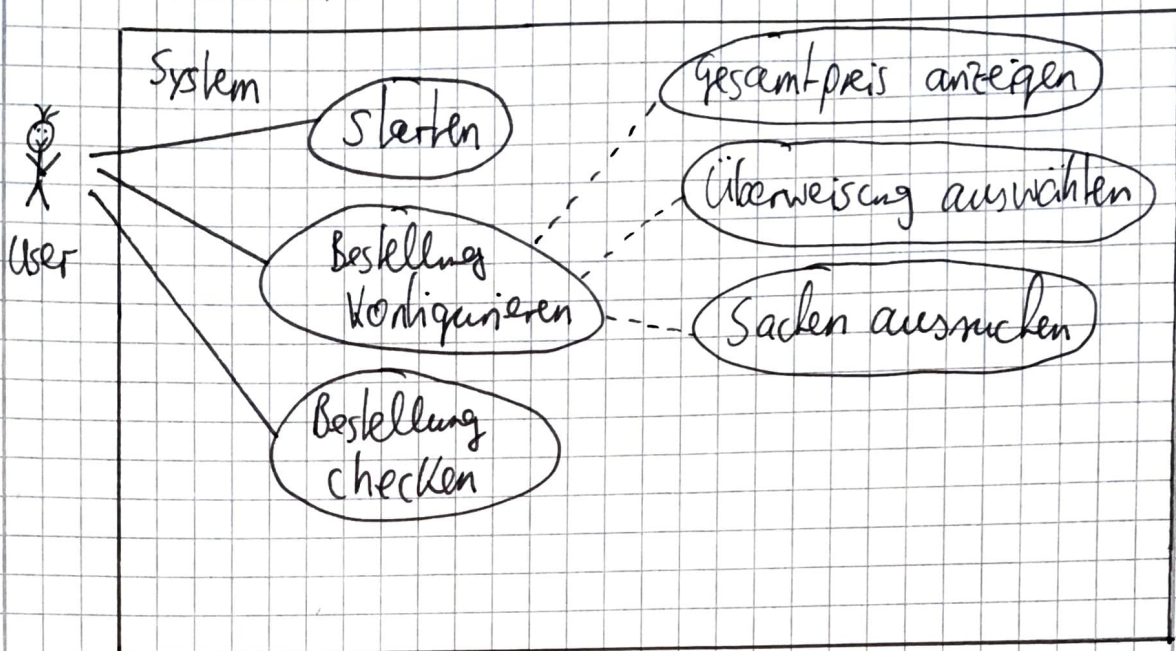 System
User
Starten
Bestellung
Konfigurieren
Bestellung
checken
Gesamtpreis anzeigen
Überweisung auswählen
Sachen aussuchen